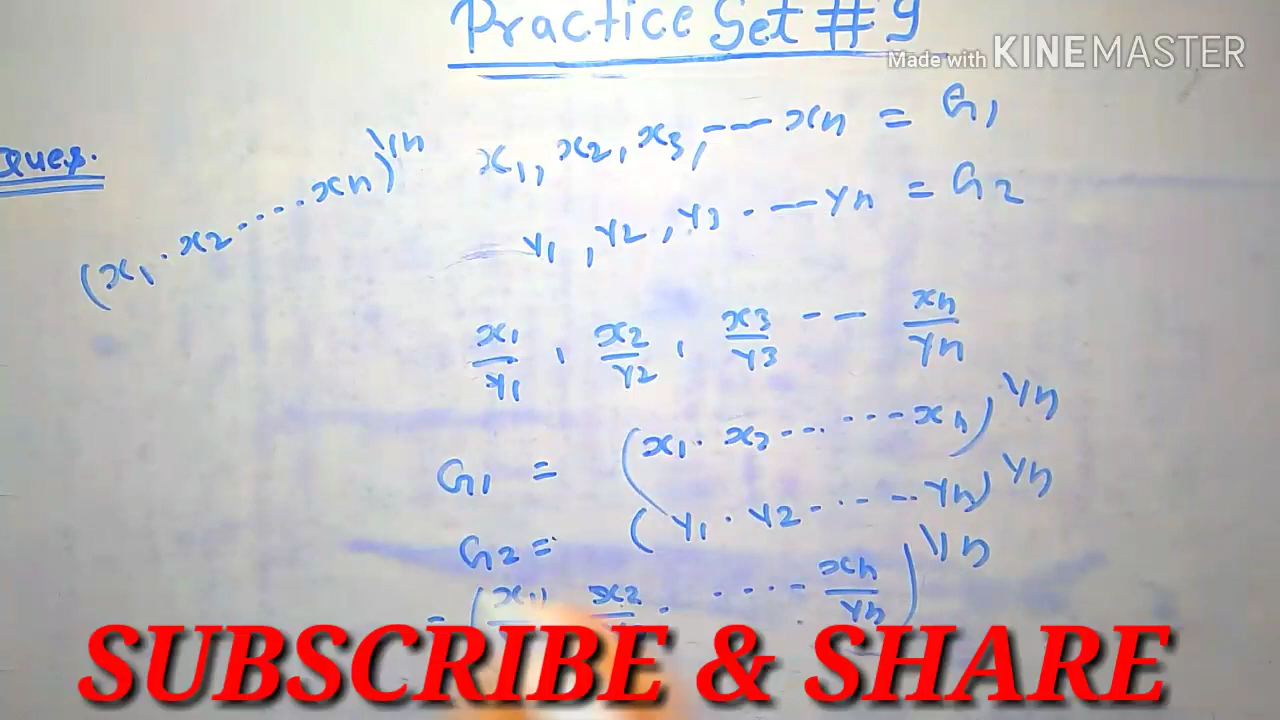 Practice Set #9
Made with KINEMASTER
Ques.
(x1 . x2 .... xn)^1/n
x1, x2, x3, --- xn = G1
y1, y2, y3 . -- yn = G2
x1/y1, x2/y2, x3/y3 -- xn/yn
G1 = (x1 . x2 -- .... xn)^1/n
G2 = (y1 . y2 ..... yn)^1/n
= (x1 x2 . .... xn/yn)^1/n
SUBSCRIBE & SHARE